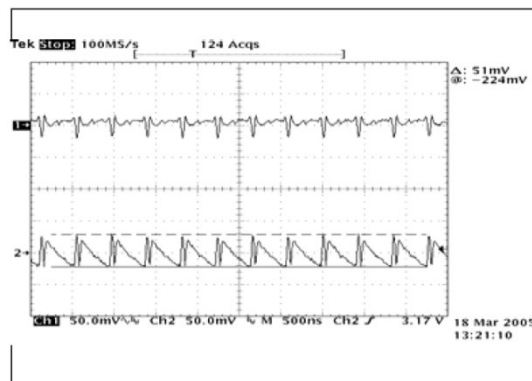 Tek Stop: 100MS/s 124 Acqs
Δ: 51mV
@: -224mV
1→
2→
Ch1 50.0mV Ch2 50.0mV M 500ns Ch2 3.17 V
18 Mar 2005
13:21:10